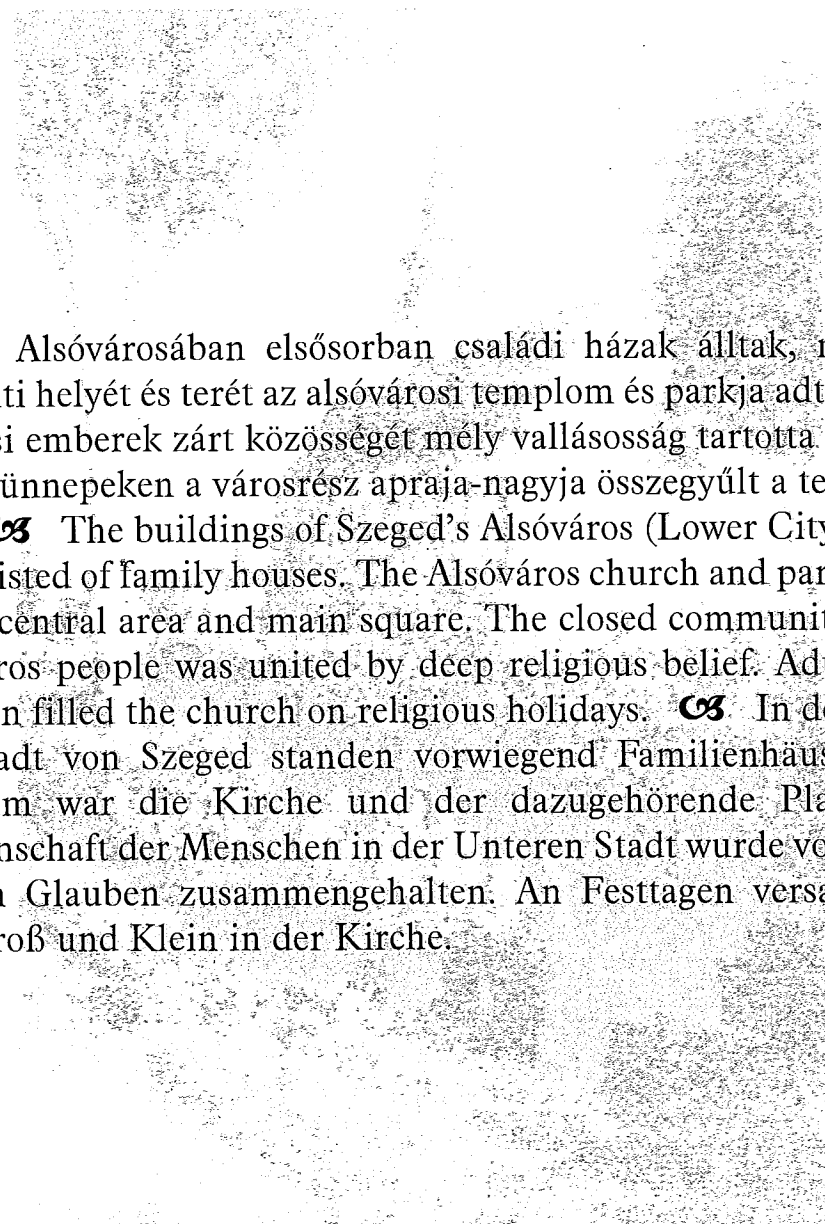 Alsóvárosában elsősorban családi házak álltak,
ti helyét és terét az alsóvárosi templom és parkja adt
si emberek zárt közösségét mély vallásosság tartotta
ünnepeken a városrész apraja-nagyja összegyűlt a te
The buildings of Szeged's Alsóváros (Lower City
isted of family houses. The Alsóváros church and par
central area and main square. The closed communit
ros people was united by deep religious belief. Ad
n filled the church on religious holidays. In d
adt von Szeged standen vorwiegend Familienhäus
m war die Kirche und der dazugehörende Pla
nschaft der Menschen in der Unteren Stadt wurde vo
n Glauben zusammengehalten. An Festtagen versa
roß und Klein in der Kirche.